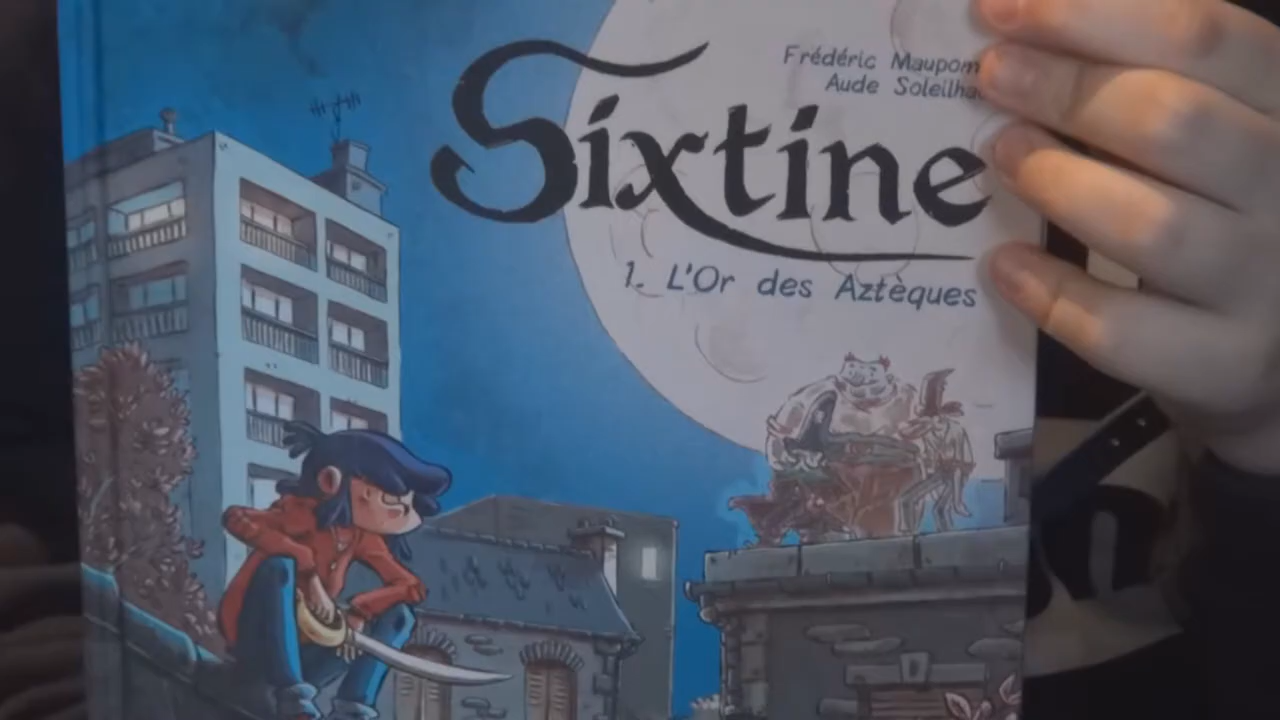 Frédéric Maupom
Aude Soleilha
Sixtine
1. L'Or des Aztèques